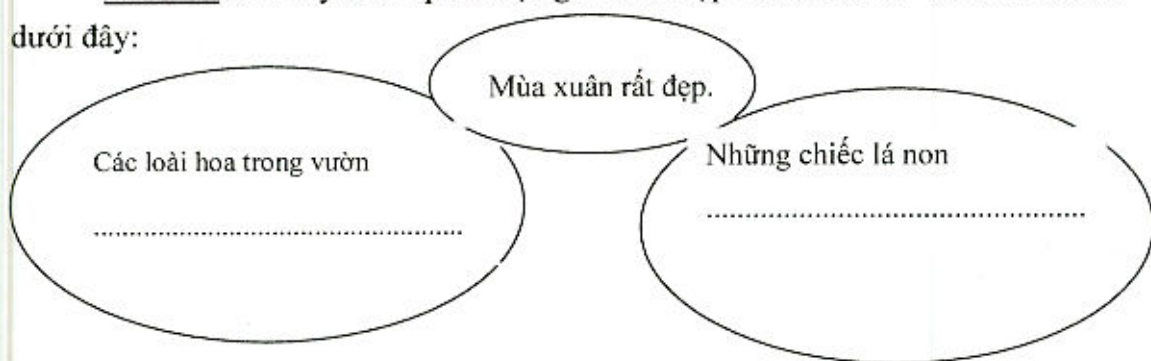 dưới đây:
Mùa xuân rất đẹp.
Các loài hoa trong vườn
........................................................
Những chiếc lá non
........................................................